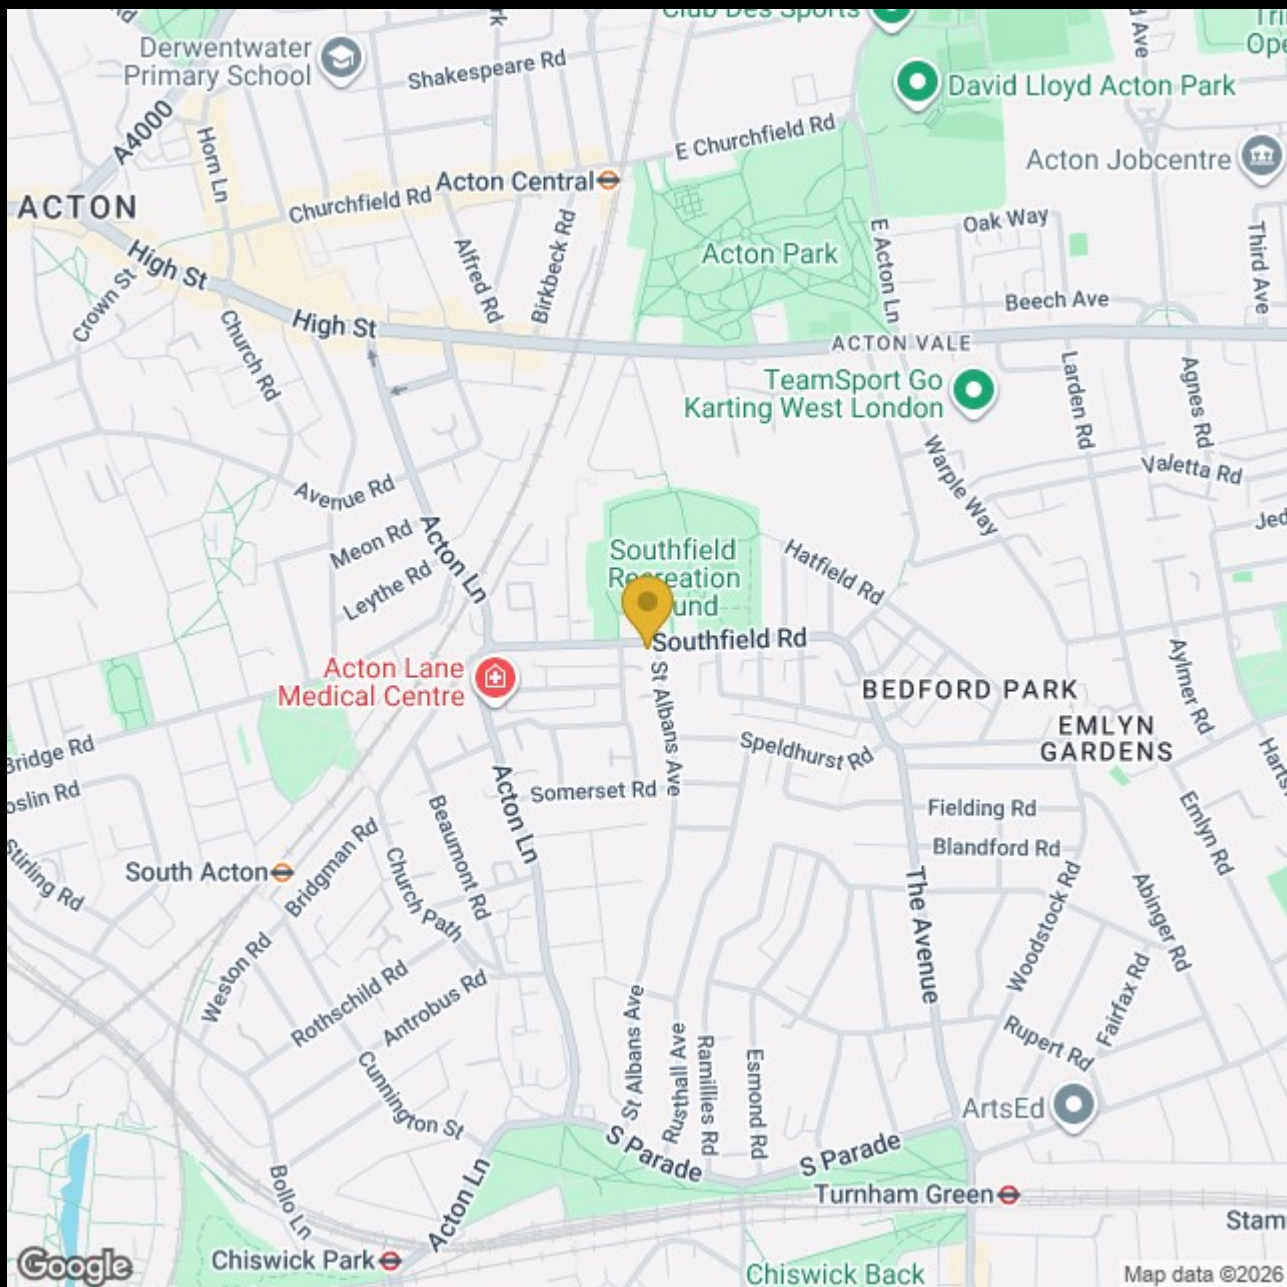 Club Des Sports
Derwentwater
Primary School
Shakespeare Rd
David Lloyd Acton Park
A4000
Horn Ln
E Churchfield Rd
Acton Jobcentre
Acton Central
ACTON
Churchfield Rd
Birkbeck Rd
Alfred Rd
Oak Way
E Acton Ln
Third Ave
Acton Park
High St
Crown St
Beech Ave
High St
Church Rd
ACTON VALE
Larden Rd
Agnes Rd
TeamSport Go
Karting West London
Warple Way
Valetta Rd
Avenue Rd
Acton Ln
Meon Rd
Leythe Rd
Hatfield Rd
Southfield
Recreation
Southfield Rd
Acton Lane
Medical Centre
St Albans Ave
BEDFORD PARK
Aylmer Rd
EMLYN
GARDENS
Bridge Rd
Speldhurst Rd
Somerset Rd
Acton Ln
Fielding Rd
Emlyn Rd
Beaumont Rd
Blandford Rd
Stirling Rd
South Acton
Bridgman Rd
Church Path
The Avenue
Woodstock Rd
Abinger Rd
Weston Rd
Rothschild Rd
Antrobus Rd
Fairfax Rd
St Albans Ave
Rusthall Ave
Ramillies Rd
Esmond Rd
Rupert Rd
Cunnington St
ArtsEd
S Parade
S Parade
Bollo Ln
Acton Ln
Turnham Green
Chiswick Park
Chiswick Back
Google
Map data ©2026